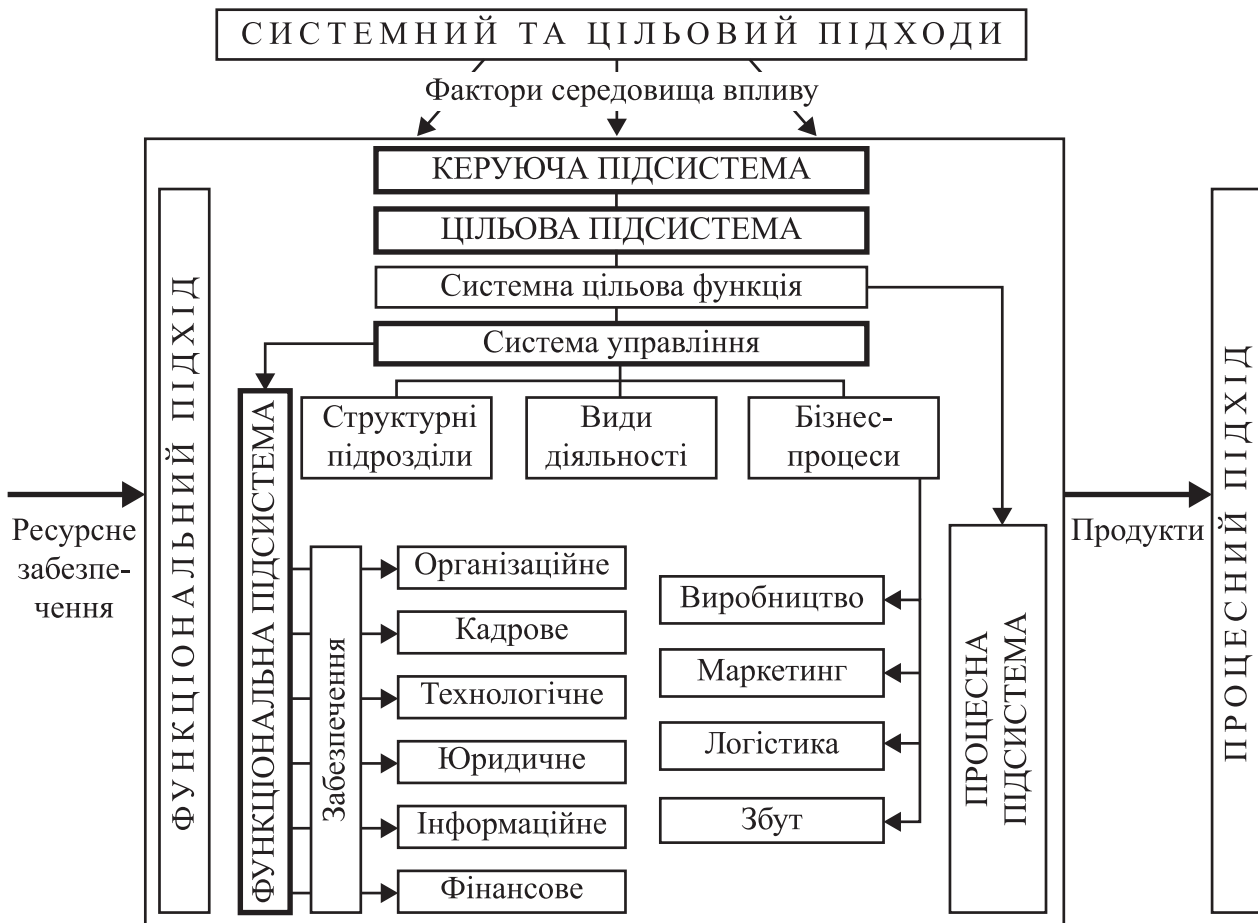 СИСТЕМНИЙ ТА ЦІЛЬОВИЙ ПІДХОДИ
Фактори середовища впливу
КЕРУЮЧА ПІДСИСТЕМА
ЦІЛЬОВА ПІДСИСТЕМА
Системна цільова функція
Система управління
Структурні
підрозділи
Види
діяльності
Бізнес-
процеси
Ресурсне
забезпе-
чення
ФУНКЦІОНАЛЬНИЙ ПІДХІД
ФУНКЦІОНАЛЬНА ПІДСИСТЕМА
Забезпечення
Організаційне
Кадрове
Технологічне
Юридичне
Інформаційне
Фінансове
Виробництво
Маркетинг
Логістика
Збут
ПРОЦЕСНА
ПІДСИСТЕМА
Продукти
ПРОЦЕСНИЙ ПІДХІД